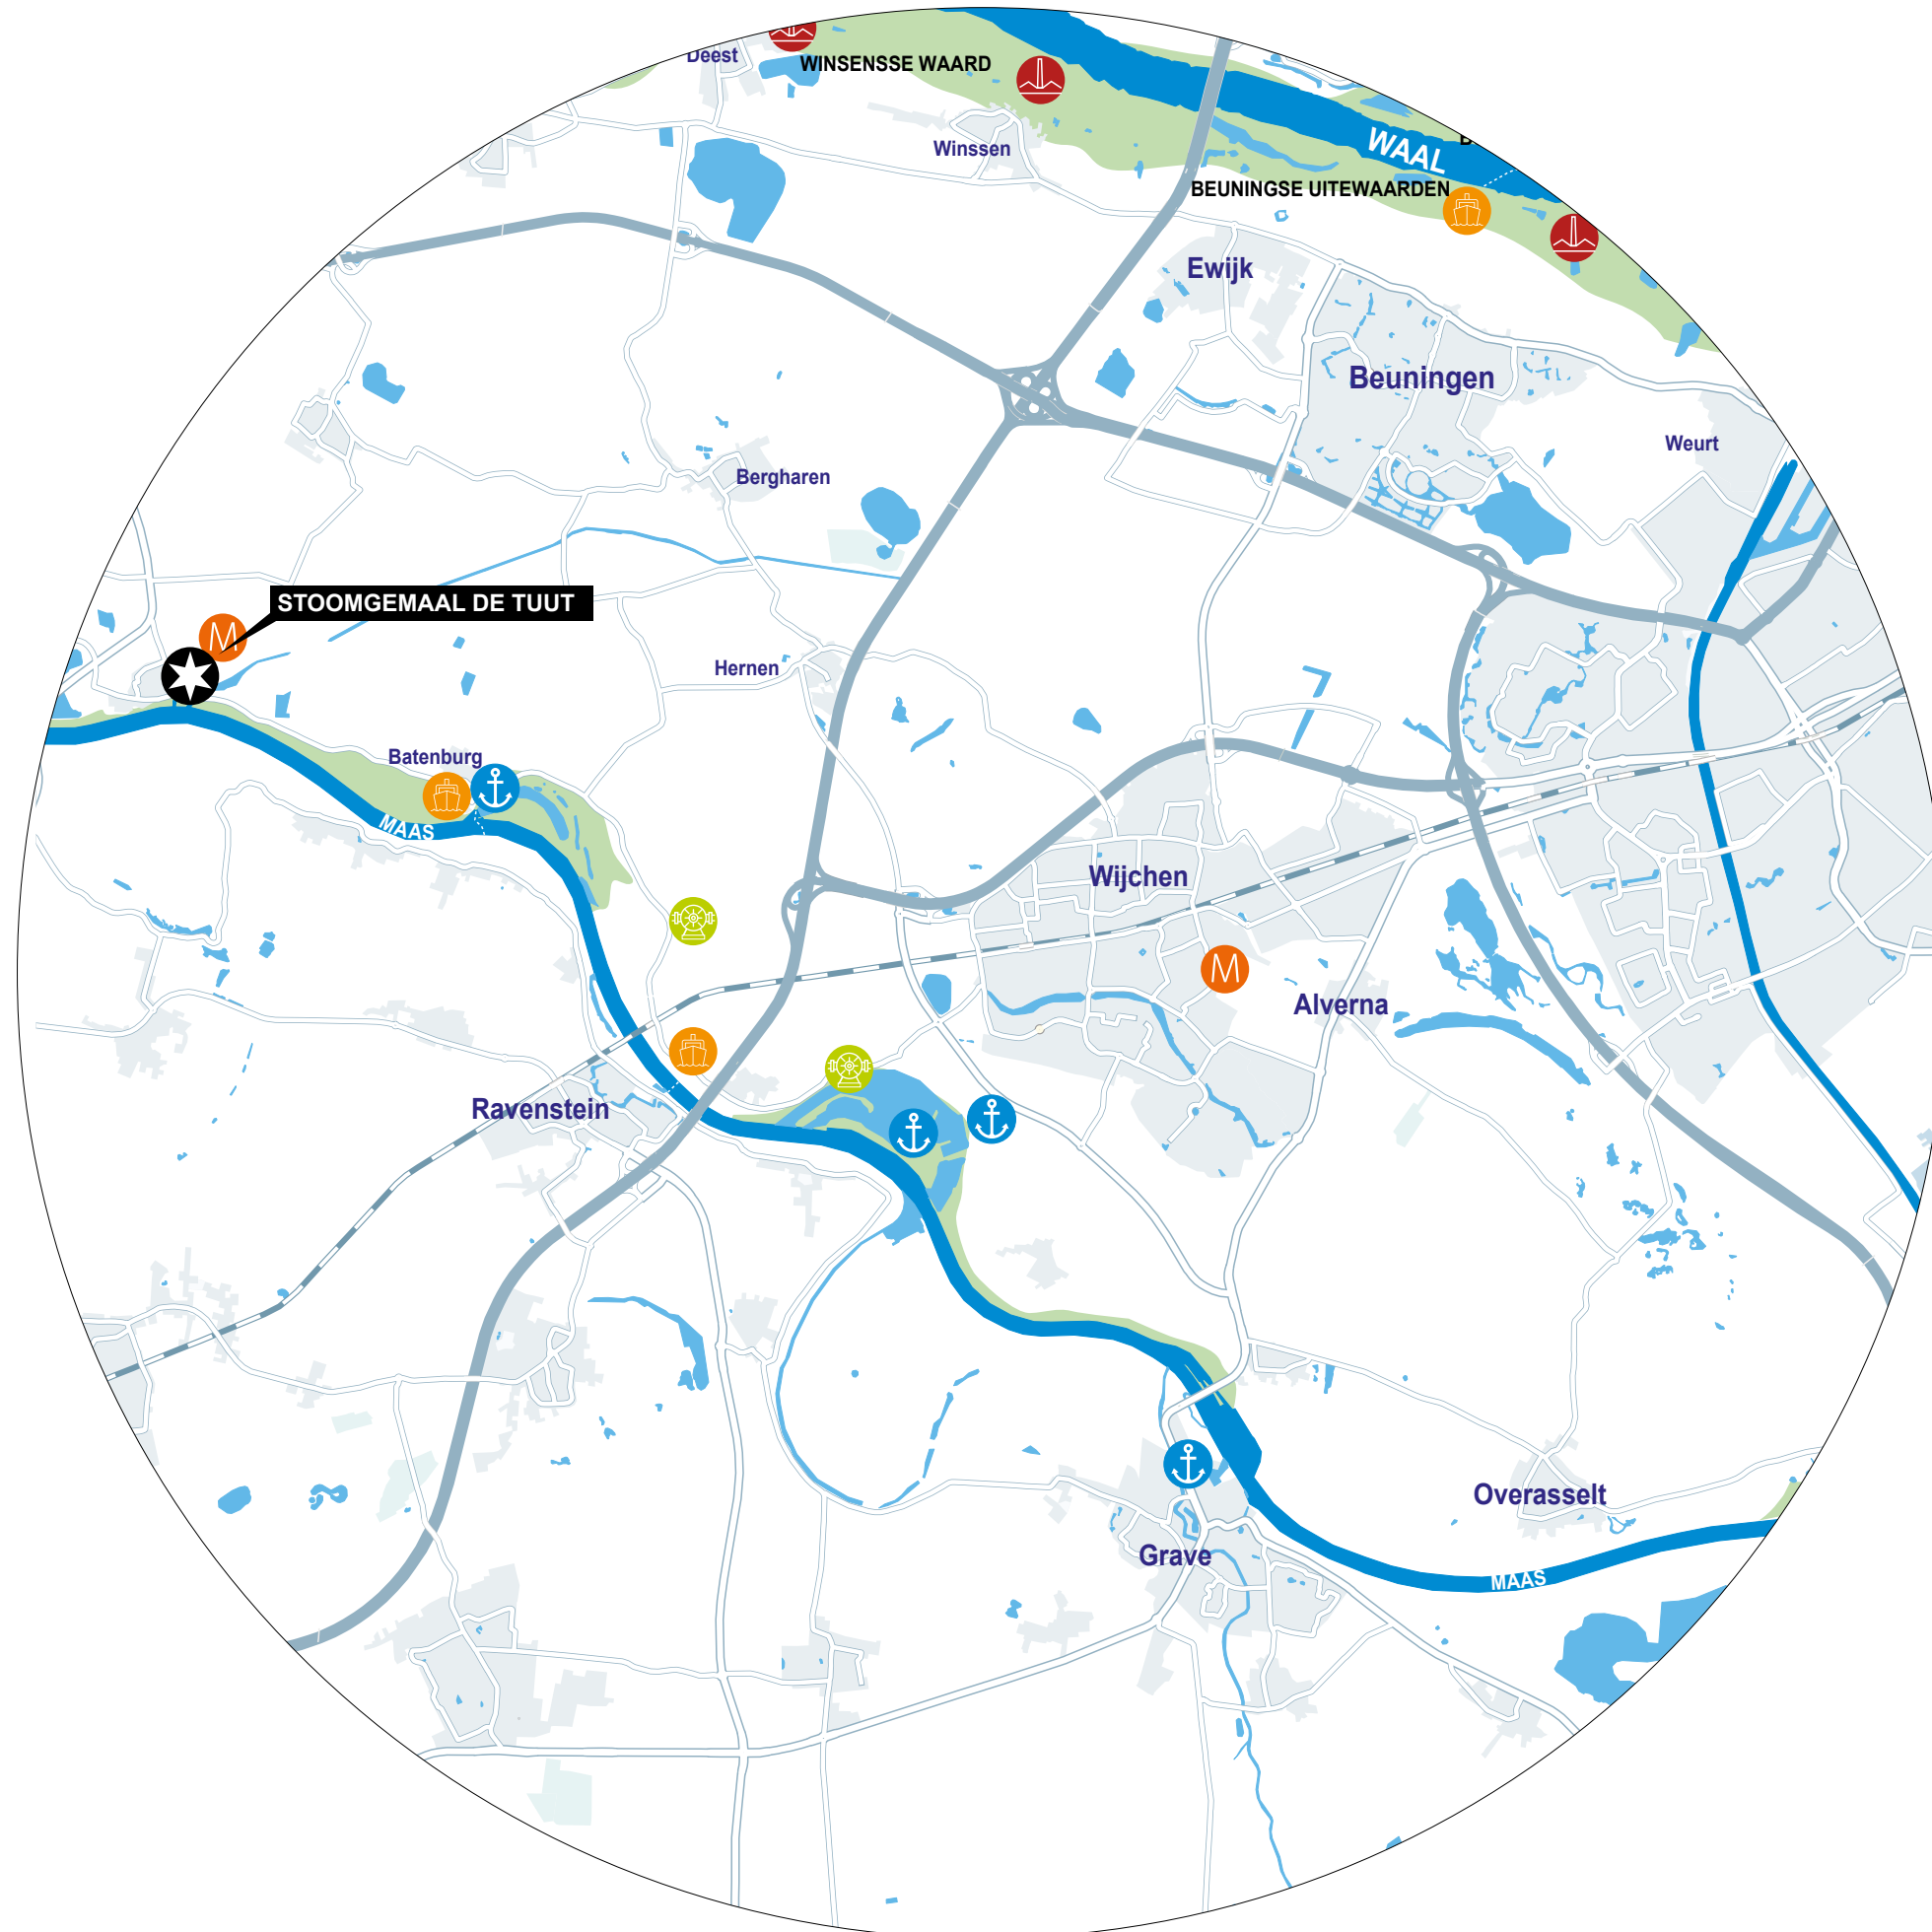 Deest
WINSENSSE WAARD
WAAL
Winssen
BEUNINGSE UITEWAARDEN
Ewijk
Beuningen
Weurt
Bergharen
STOOMGEMAAL DE TUUT
M
Hernen
Batenburg
MAAS
Wijchen
M
Alverna
Ravenstein
Overasselt
Grave
MAAS